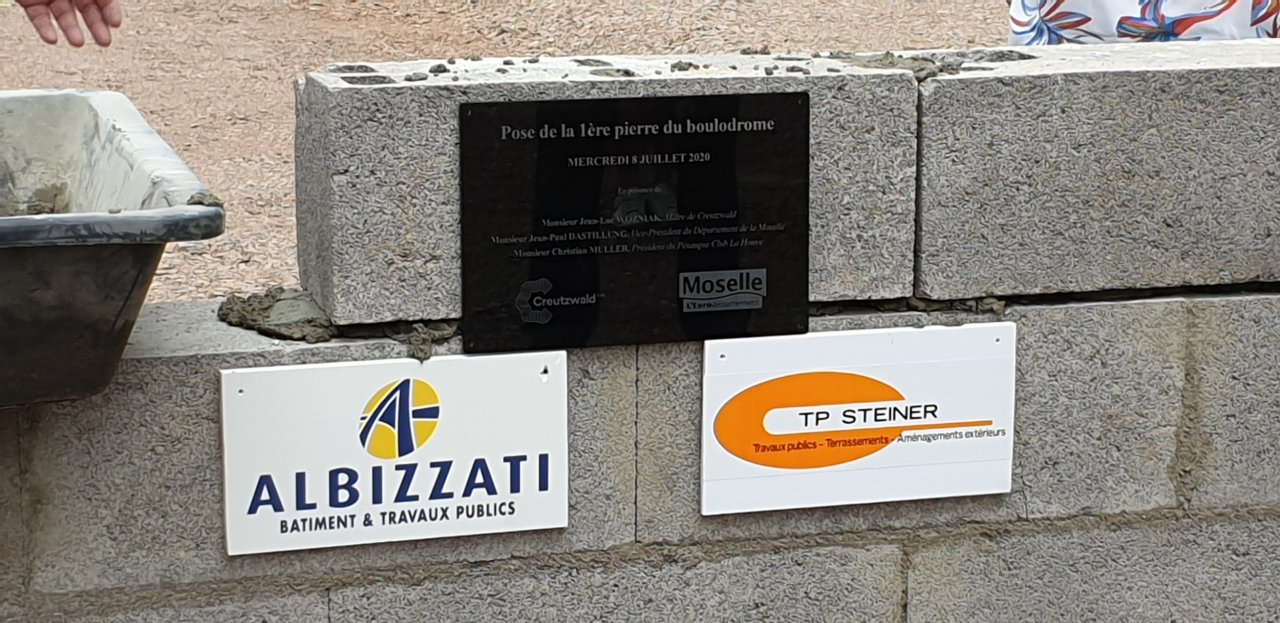 Pose de la 1ère pierre du boulodrome
MERCREDI 8 JUILLET 2020
En présence de
Monsieur Jean-Luc WOZNIAK, Maire de Creutzwald
Monsieur Jean-Paul DASTILLUNG, Vice-Président du Département de la Moselle
Monsieur Christian MULLER, Président du Pétanque Club La Houve
Creutzwald
Moselle
L'Eurodépartement
ALBIZZATI
BATIMENT & TRAVAUX PUBLICS
TP STEINER
Travaux publics - Terrassements - Aménagements extérieurs